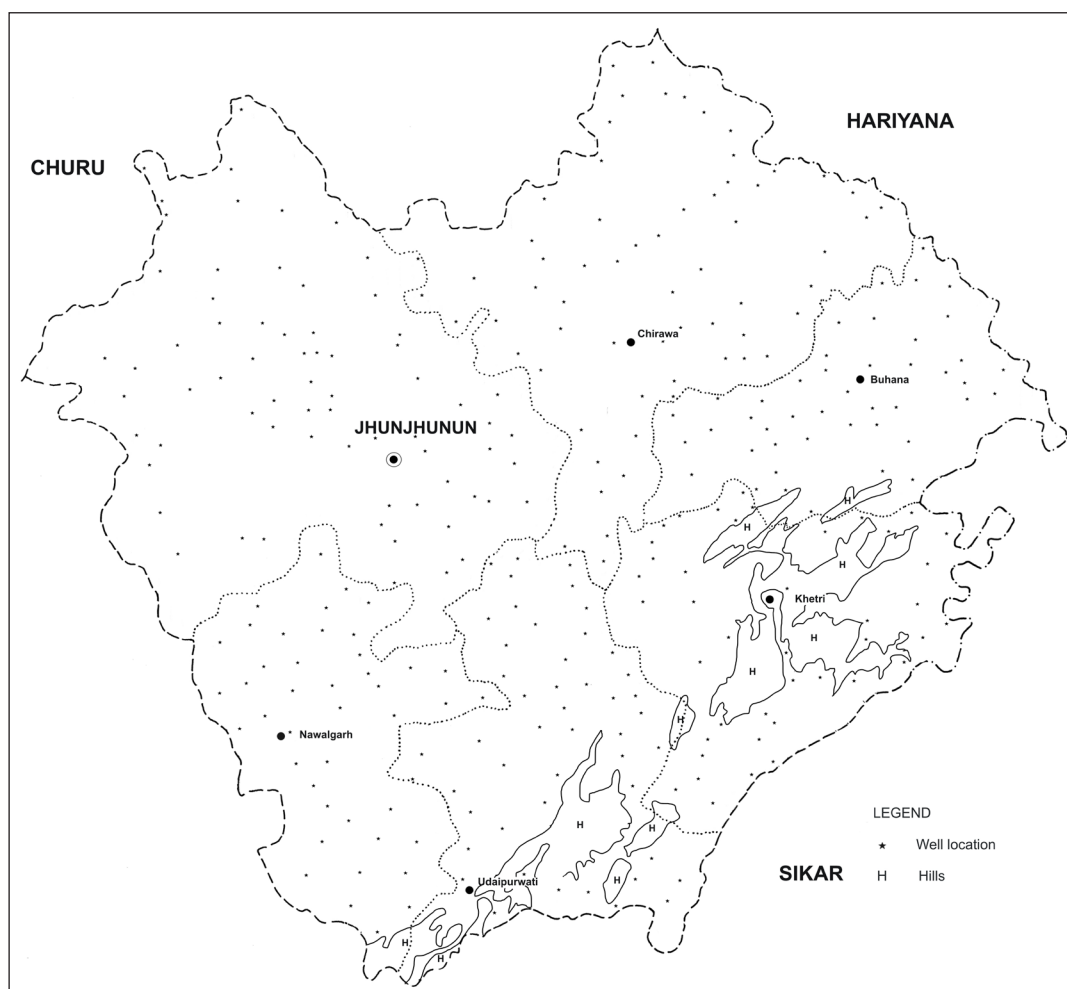 HARIYANA
CHURU
Chirawa
Buhana
JHUNJHUNUN
H
H
H
H
Khetri
H
H
H
Nawalgarh
LEGEND
H
H
★ Well location
SIKAR
H Hills
H
Udaipurwati
H
H